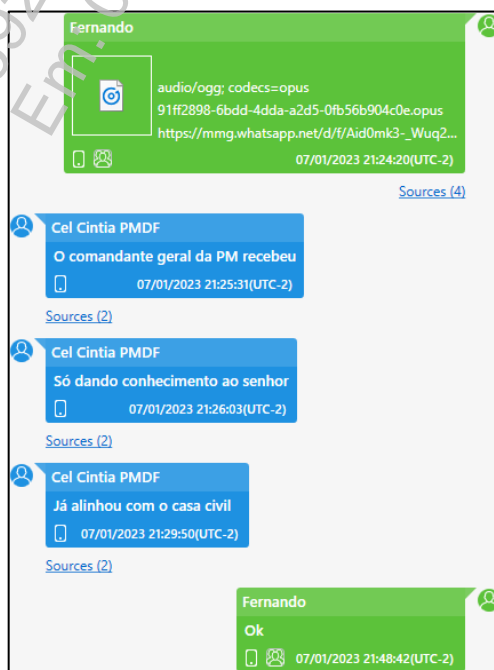 Fernando
audio/ogg; codecs=opus
91ff2898-6bdd-4dda-a2d5-0fb56b904c0e.opus
https://mmg.whatsapp.net/d/f/Aid0mk3-_Wuq2...
07/01/2023 21:24:20(UTC-2)
Sources (4)
Cel Cintia PMDF
O comandante geral da PM recebeu
07/01/2023 21:25:31(UTC-2)
Sources (2)
Cel Cintia PMDF
Só dando conhecimento ao senhor
07/01/2023 21:26:03(UTC-2)
Sources (2)
Cel Cintia PMDF
Já alinhou com o casa civil
07/01/2023 21:29:50(UTC-2)
Sources (2)
Fernando
Ok
07/01/2023 21:48:42(UTC-2)
Em: